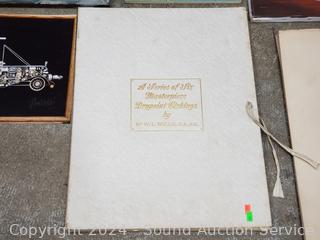 A Series of Six
Masterpiece
Drypoint Etchings
by
Copyright 2024 - Sound Auction Service